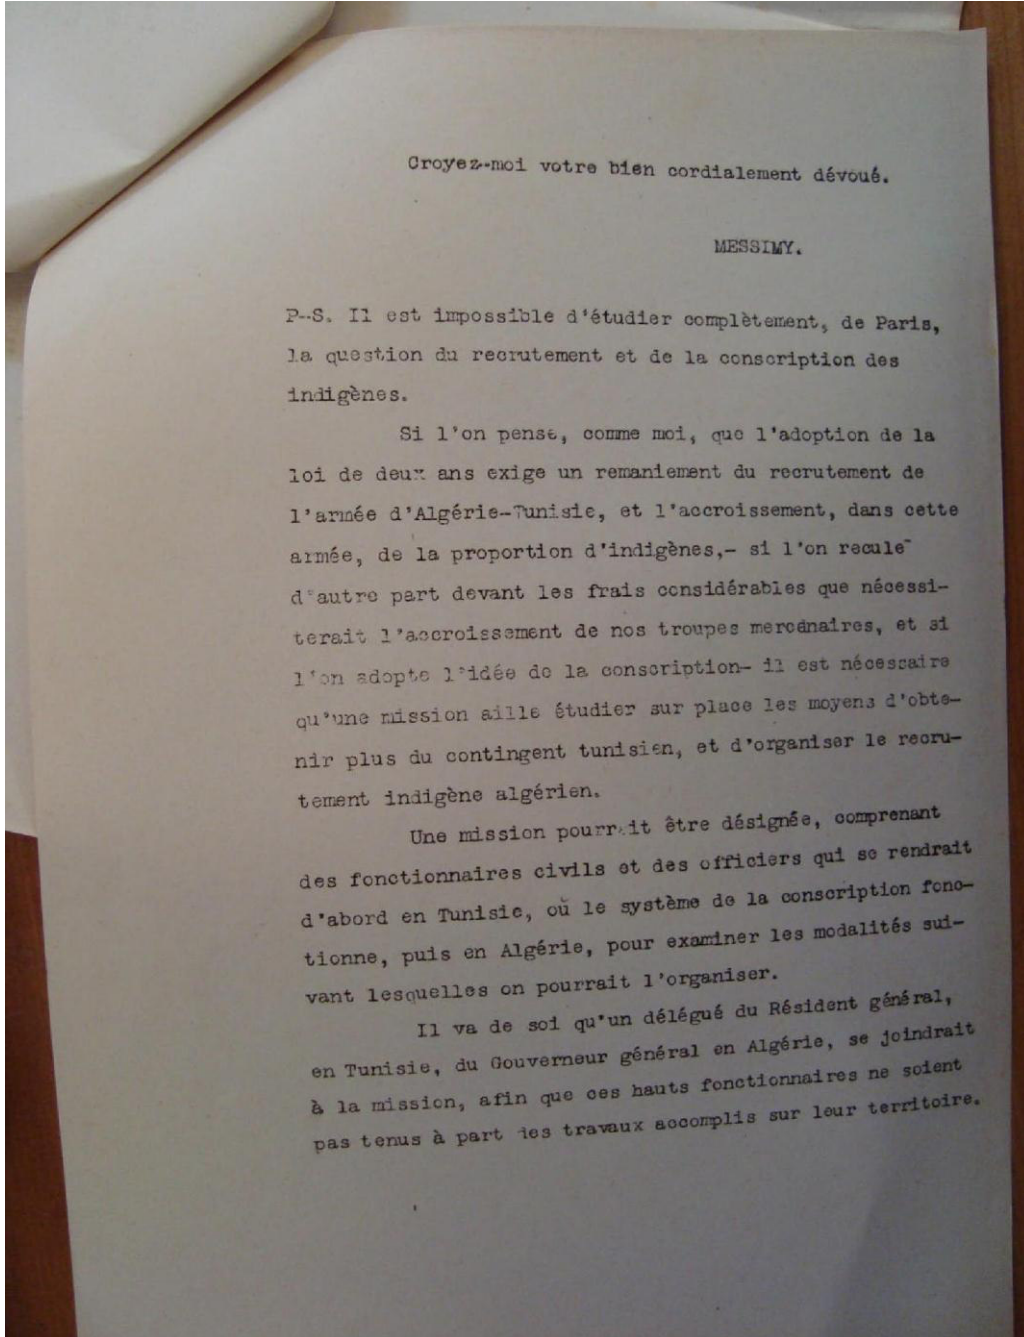 Croyez-moi votre bien cordialement dévoué.
MESSIMY.
P-S. Il est impossible d'étudier complètement, de Paris,
la question du recrutement et de la conscription des
indigènes.
Si l'on pense, comme moi, que l'adoption de la
loi de deux ans exige un remaniement du recrutement de
l'armée d'Algérie-Tunisie, et l'accroissement, dans cette
armée, de la proportion d'indigènes,- si l'on recule
d'autre part devant les frais considérables que nécessi-
terait l'accroissement de nos troupes mercénaires, et si
l'on adopte l'idée de la conscription- il est nécessaire
qu'une mission aille étudier sur place les moyens d'obte-
nir plus du contingent tunisien, et d'organiser le recru-
tement indigène algérien.
Une mission pourrait être désignée, comprenant
des fonctionnaires civils et des officiers qui se rendrait
d'abord en Tunisie, où le système de la conscription fonc-
tionne, puis en Algérie, pour examiner les modalités sui-
vant lesquelles on pourrait l'organiser.
Il va de soi qu'un délégué du Résident général,
en Tunisie, du Gouverneur général en Algérie, se joindrait
à la mission, afin que ces hauts fonctionnaires ne soient
pas tenus à part des travaux accomplis sur leur territoire.